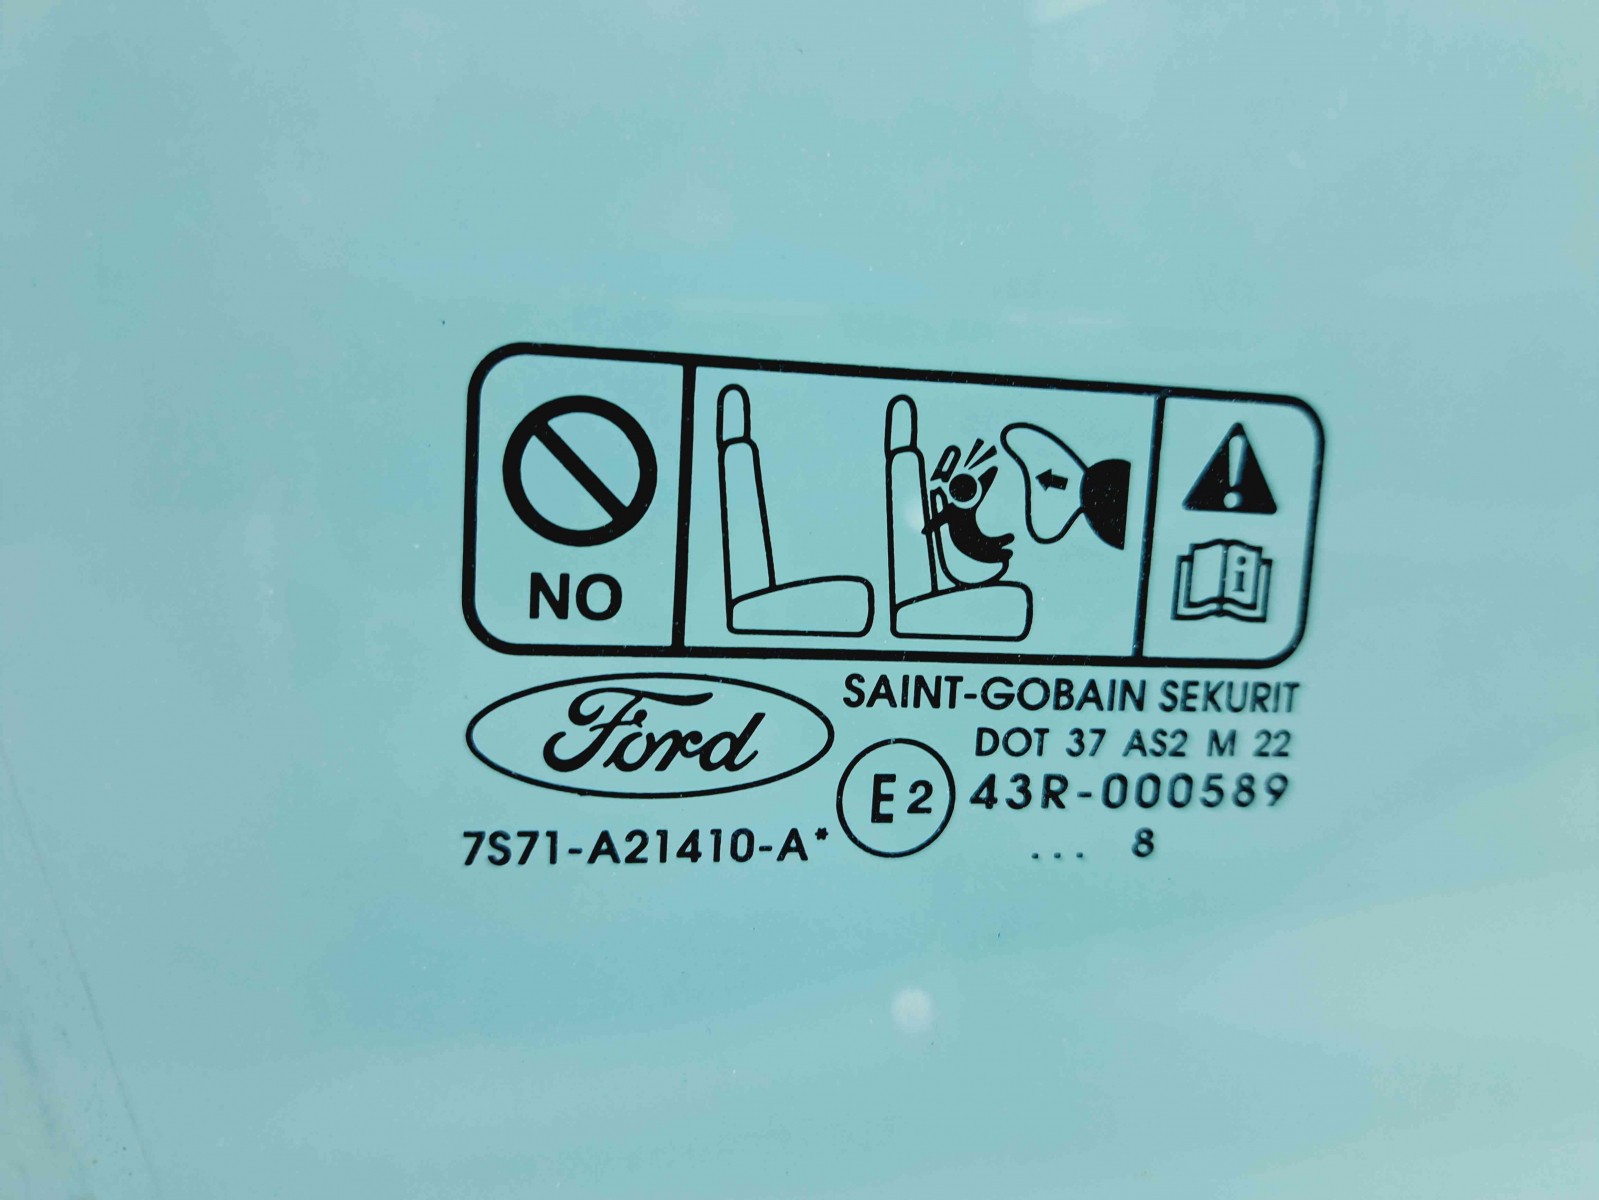 NO
i
Ford
SAINT-GOBAIN SEKURIT
DOT 37 AS2 M 22
E2 43R-000589
7S71-A21410-A*
... 8